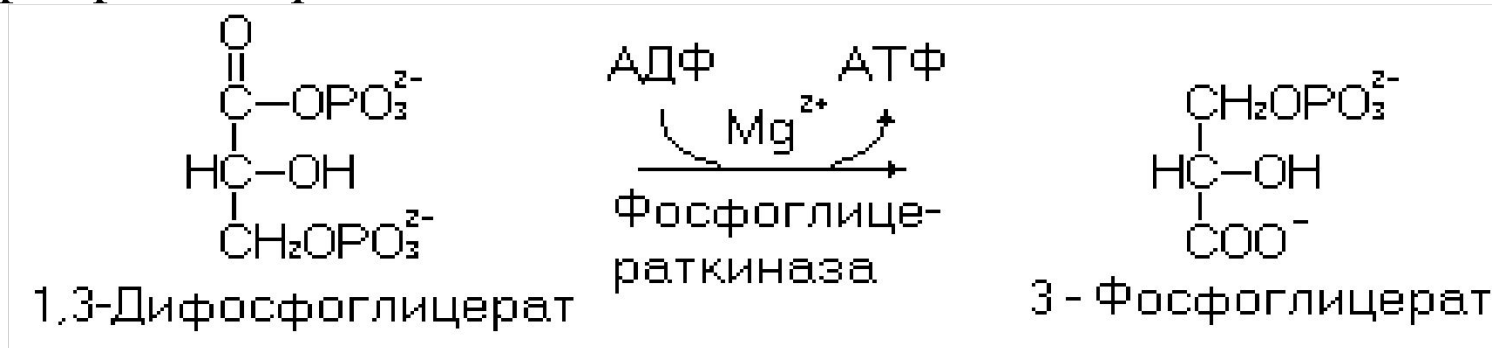 O
C—OPO₃²⁻
HC—OH
CH₂OPO₃²⁻
1,3-Дифосфоглицерат
АДФ АТФ
Mg²⁺
Фосфоглице-
раткиназа
CH₂OPO₃²⁻
HC—OH
COO⁻
3 - Фосфоглицерат